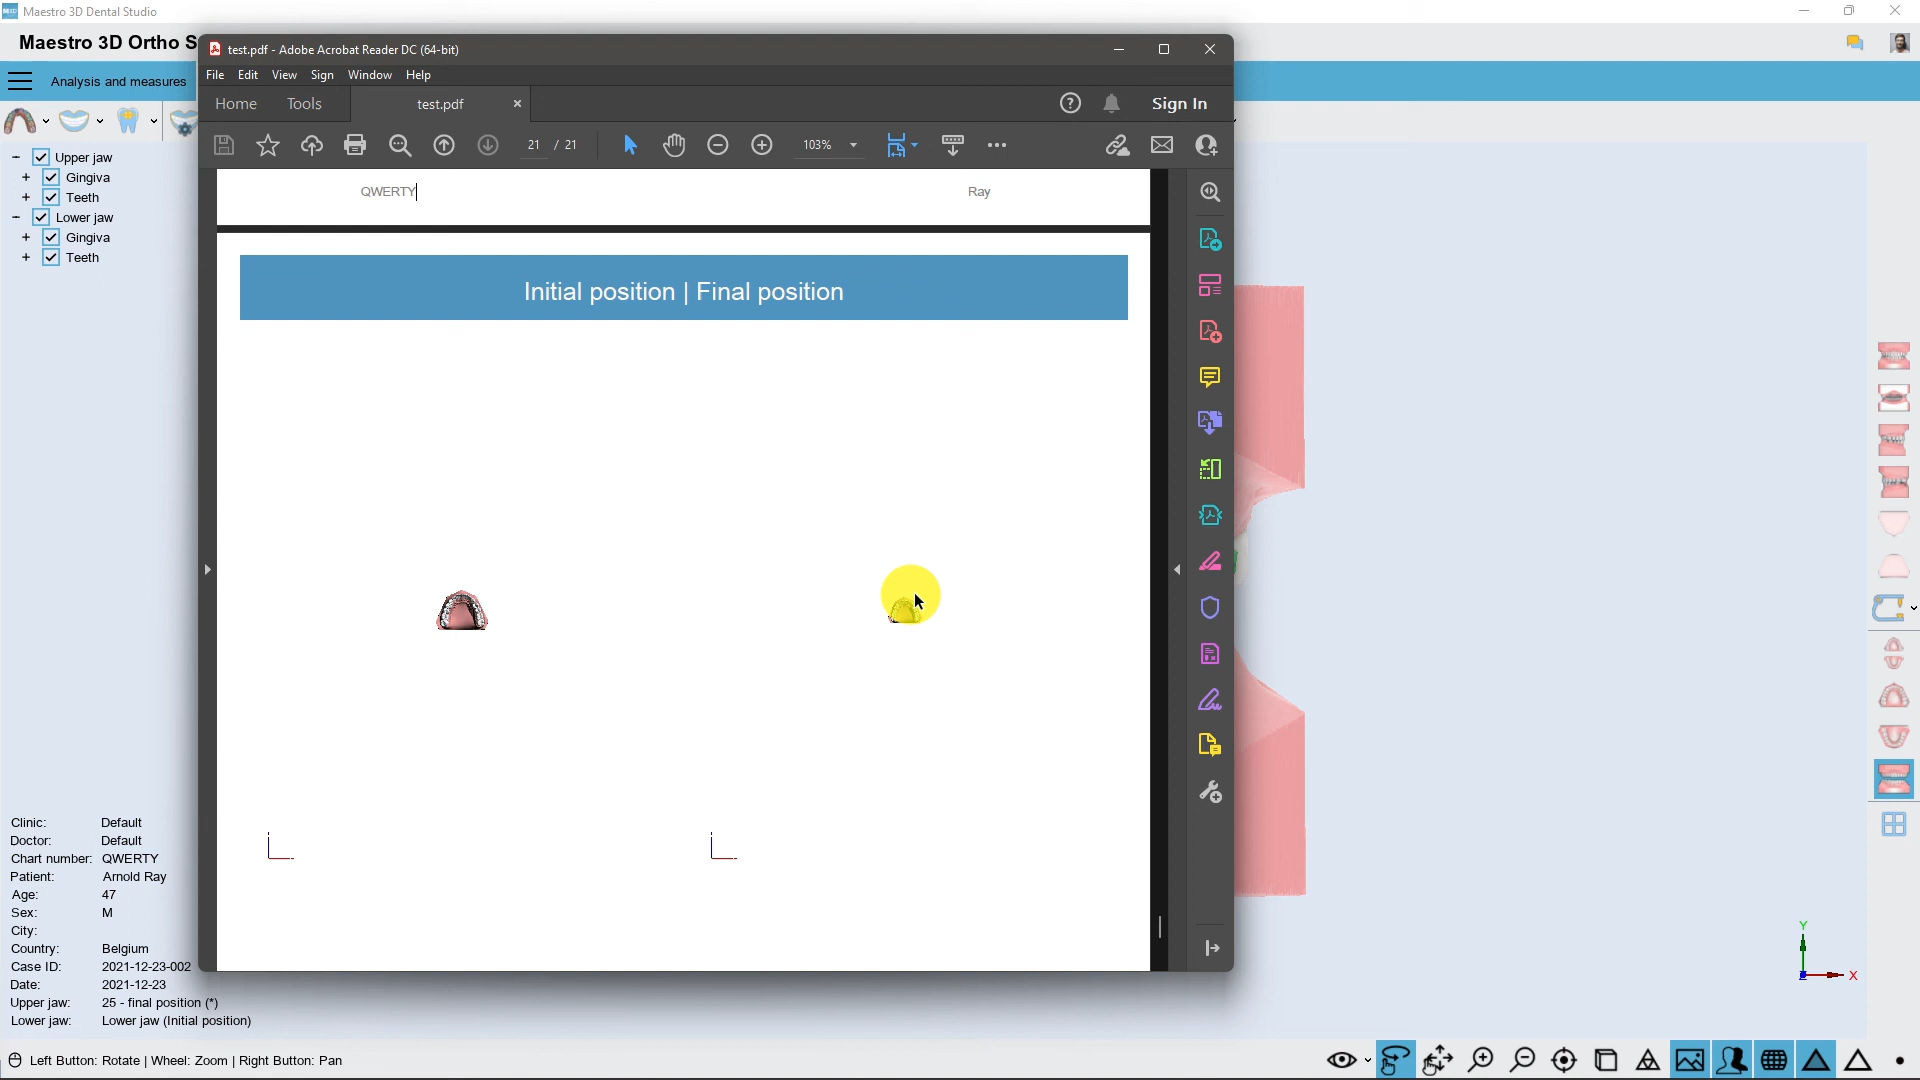 Maestro 3D Dental Studio
Maestro 3D Ortho S
Analysis and measures
Upper jaw
Gingiva
Teeth
Lower jaw
Gingiva
Teeth
test.pdf - Adobe Acrobat Reader DC (64-bit)
File Edit View Sign Window Help
Home Tools test.pdf Sign In
21 / 21 103%
QWERTY Ray
Initial position | Final position
Clinic: Default
Doctor: Default
Chart number: QWERTY
Patient: Arnold Ray
Age: 47
Sex: M
City:
Country: Belgium
Case ID: 2021-12-23-002
Date: 2021-12-23
Upper jaw: 25 - final position (*)
Lower jaw: Lower jaw (Initial position)
Left Button: Rotate | Wheel: Zoom | Right Button: Pan
Y
X